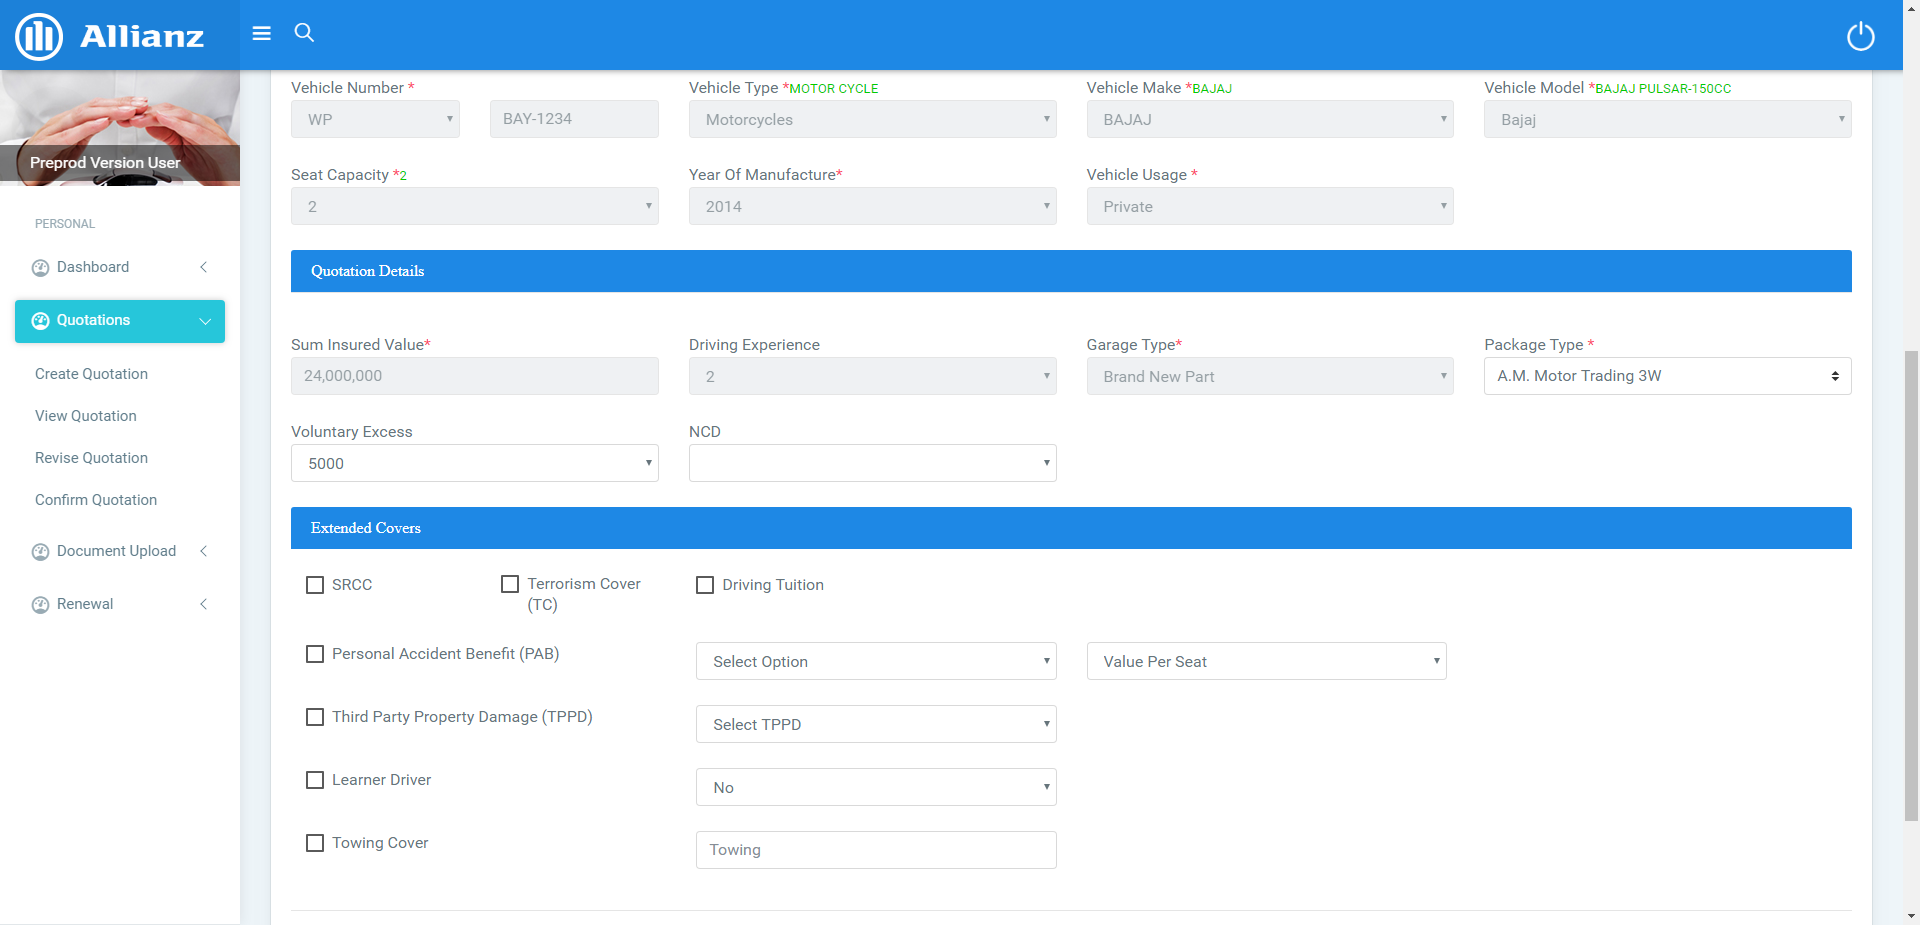 Allianz
Preprod Version User
PERSONAL
Dashboard
Quotations
Create Quotation
View Quotation
Revise Quotation
Confirm Quotation
Document Upload
Renewal
Vehicle Number *
Vehicle Type *MOTOR CYCLE
Vehicle Make *BAJAJ
Vehicle Model *BAJAJ PULSAR-150CC
WP
BAY-1234
Motorcycles
BAJAJ
Bajaj
Seat Capacity *2
Year Of Manufacture*
Vehicle Usage *
2
2014
Private
Quotation Details
Sum Insured Value*
Driving Experience
Garage Type*
Package Type *
24,000,000
2
Brand New Part
A.M. Motor Trading 3W
Voluntary Excess
NCD
5000
Extended Covers
SRCC
Terrorism Cover
(TC)
Driving Tuition
Personal Accident Benefit (PAB)
Select Option
Value Per Seat
Third Party Property Damage (TPPD)
Select TPPD
Learner Driver
No
Towing Cover
Towing